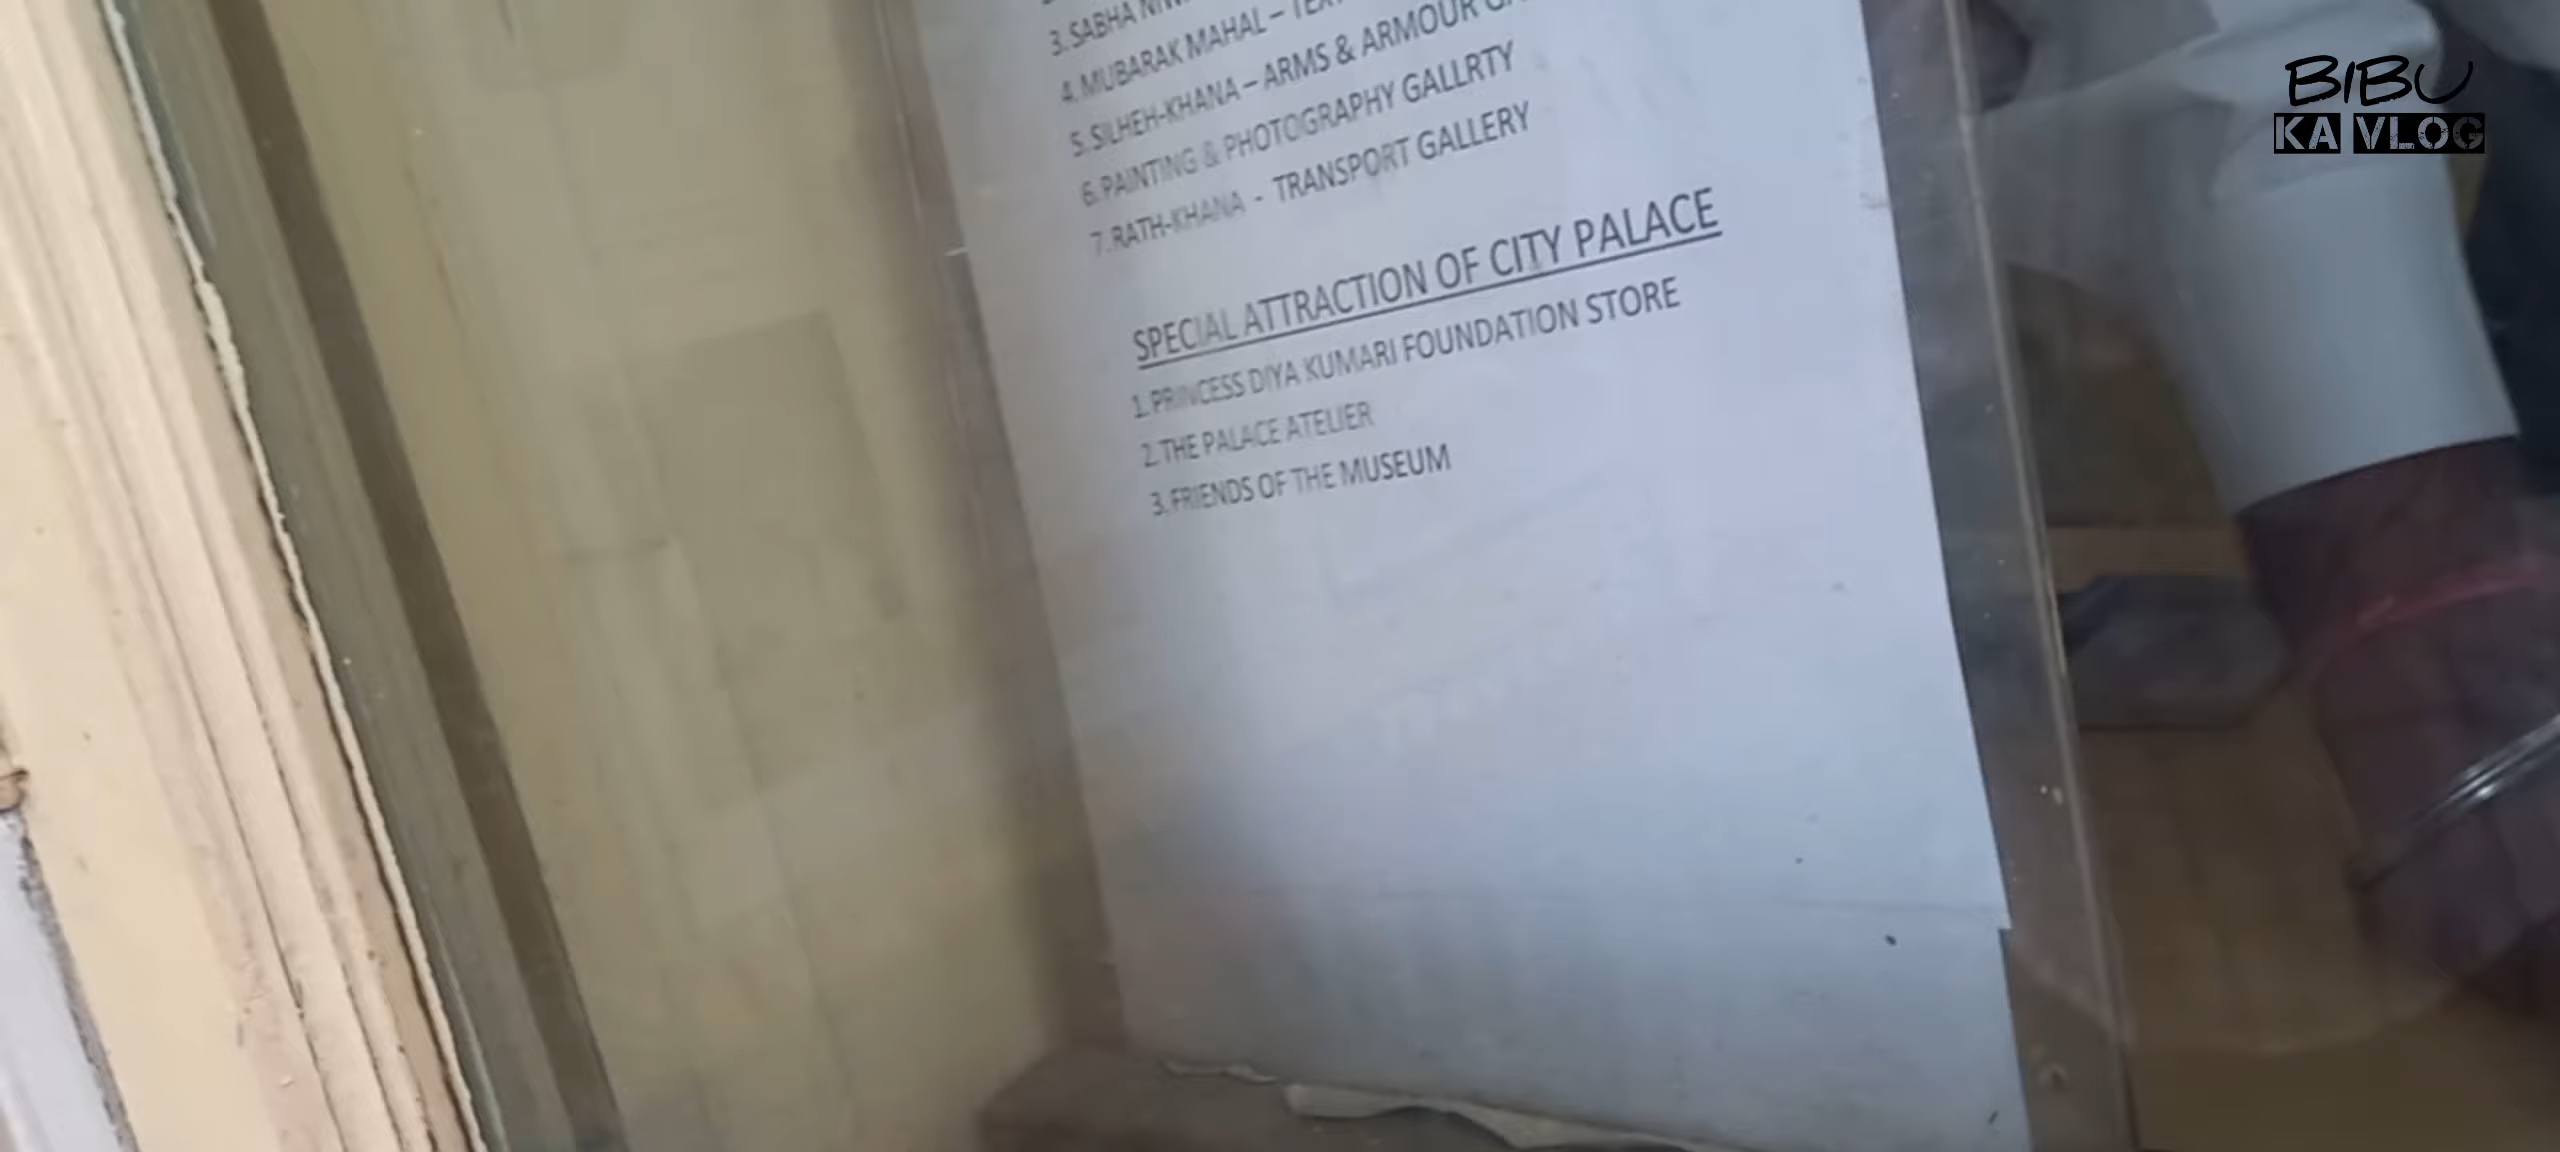 3. SABHA
4. MUBARAK MAHAL –
5. SILHEH-KHANA – ARMS & ARMOUR
6. PAINTING & PHOTOGRAPHY GALLRTY
7. RATH-KHANA - TRANSPORT GALLERY
SPECIAL ATTRACTION OF CITY PALACE
1. PRINCESS DIYA KUMARI FOUNDATION STORE
2. THE PALACE ATELIER
3. FRIENDS OF THE MUSEUM
BIBU
KA VLOG